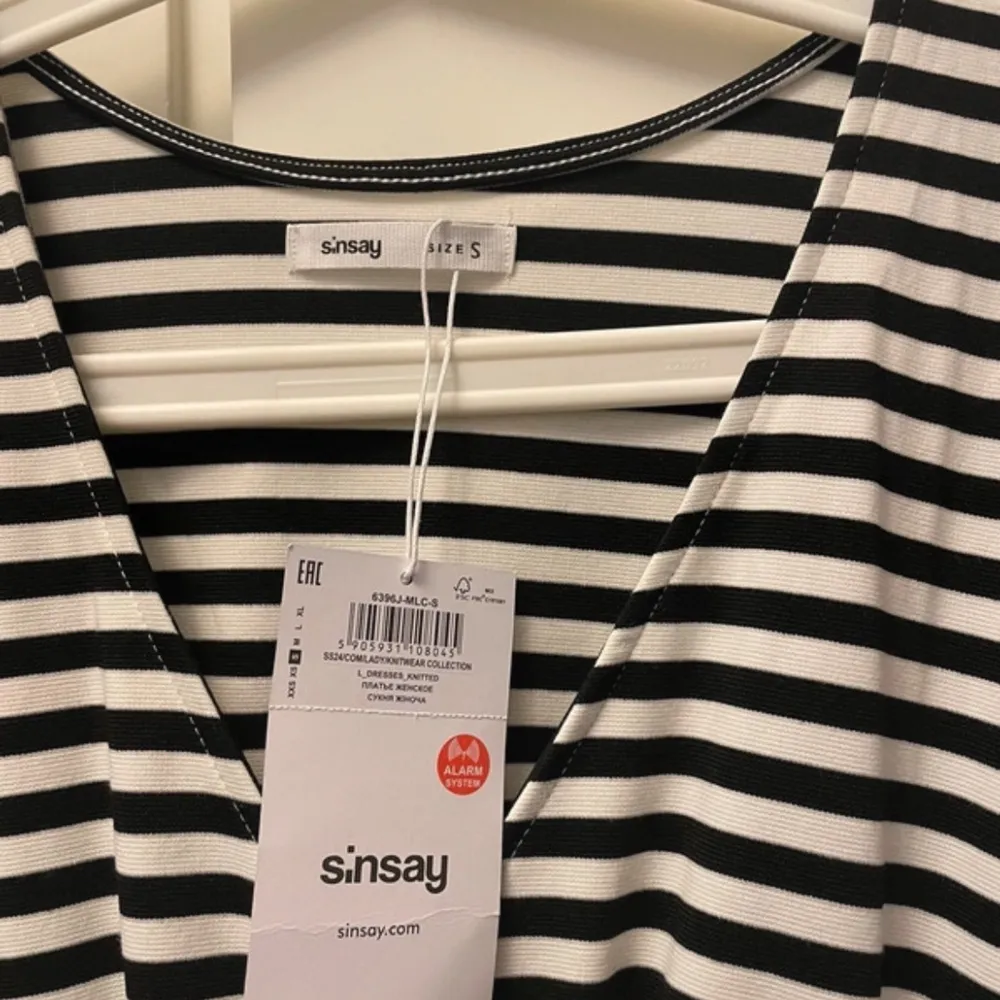 sinsay SIZE S
EAC
6396J-MLC-S
FSC
5 905931 108045
SS24/COM/LADY/KNITWEAR COLLECTION
L_DRESSES_KNITTED
ПЛАТЬЕ ЖЕНСКОЕ
СУКНЯ ЖІНОЧА
XXS XS S M L XL
ALARM
SYSTEM
sinsay
sinsay.com